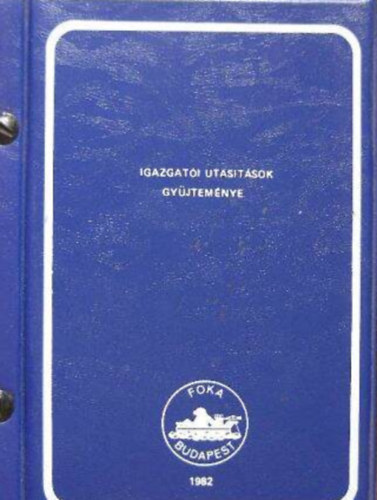 IGAZGATÓI UTASÍTÁSOK
GYŰJTEMÉNYE
FOKA
BUDAPEST
1982